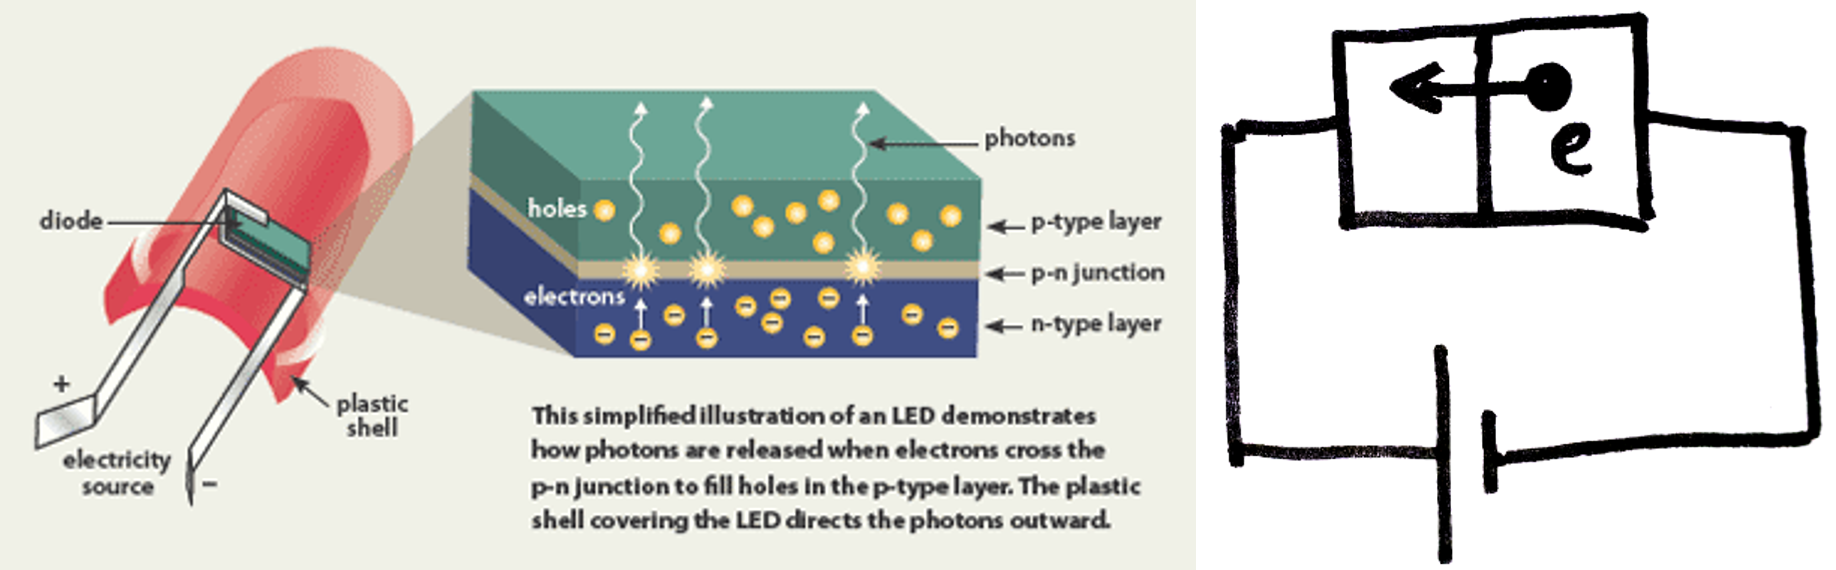 diode
+
electricity
source
−
plastic
shell
holes
electrons
photons
p-type layer
p-n junction
n-type layer
This simplified illustration of an LED demonstrates
how photons are released when electrons cross the
p-n junction to fill holes in the p-type layer. The plastic
shell covering the LED directs the photons outward.
e